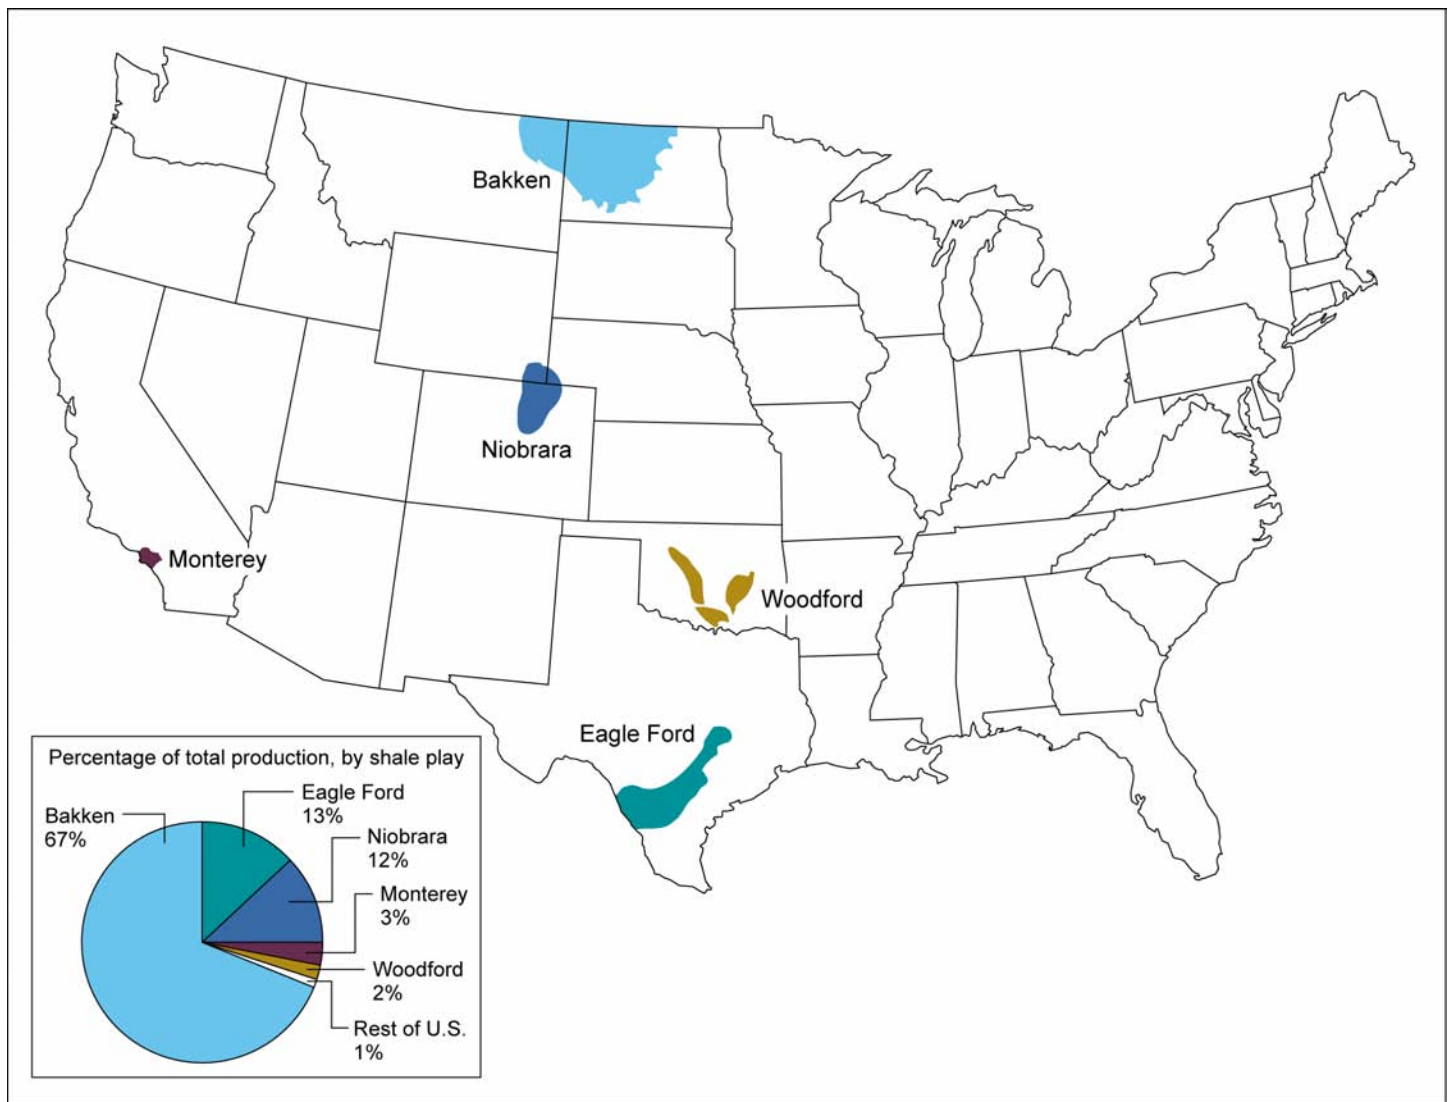 Bakken
Niobrara
Monterey
Woodford
Eagle Ford
Percentage of total production, by shale play
Eagle Ford
13%
Bakken
67%
Niobrara
12%
Monterey
3%
Woodford
2%
Rest of U.S.
1%